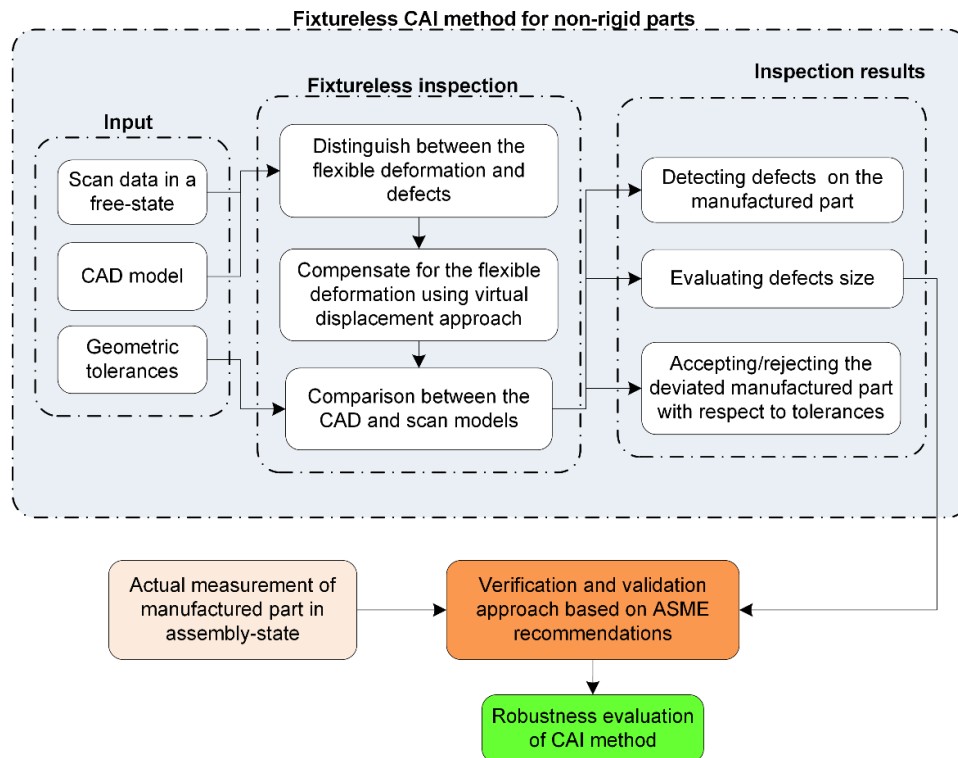 Fixtureless CAI method for non-rigid parts
Input
Scan data in a
free-state
CAD model
Geometric
tolerances
Fixtureless inspection
Distinguish between the
flexible deformation and
defects
Compensate for the flexible
deformation using virtual
displacement approach
Comparison between the
CAD and scan models
Inspection results
Detecting defects on the
manufactured part
Evaluating defects size
Accepting/rejecting the
deviated manufactured part
with respect to tolerances
Actual measurement of
manufactured part in
assembly-state
Verification and validation
approach based on ASME
recommendations
Robustness evaluation
of CAI method